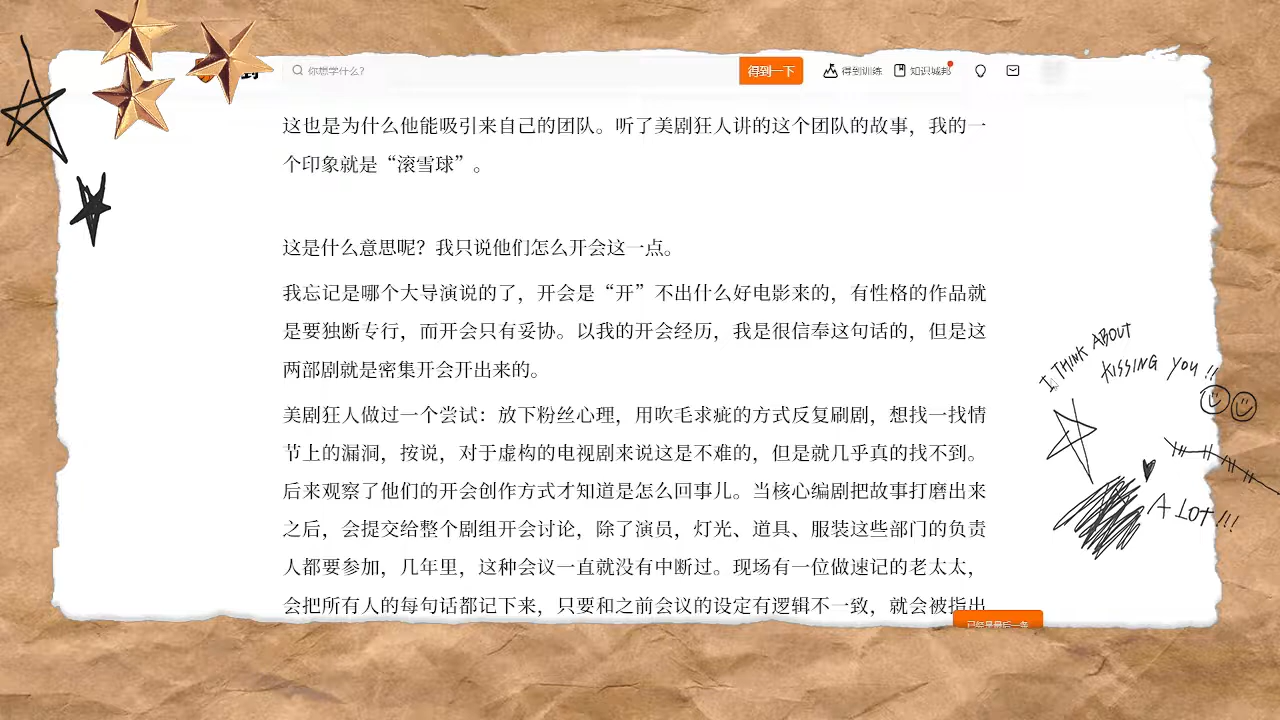 你想学什么?
得到一下
得到训练
知识城邦
这也是为什么他能吸引来自己的团队。听了美剧狂人讲的这个团队的故事，我的一
个印象就是“滚雪球”。
这是什么意思呢？我只说他们怎么开会这一点。
我忘记是哪个大导演说的了，开会是“开”不出什么好电影来的，有性格的作品就
是要独断专行，而开会只有妥协。以我的开会经历，我是很信奉这句话的，但是这
两部剧就是密集开会开出来的。
美剧狂人做过一个尝试：放下粉丝心理，用吹毛求疵的方式反复刷剧，想找一找情
节上的漏洞，按说，对于虚构的电视剧来说这是不难的，但是就几乎真的找不到。
后来观察了他们的开会创作方式才知道是怎么回事儿。当核心编剧把故事打磨出来
之后，会提交给整个剧组开会讨论，除了演员，灯光、道具、服装这些部门的负责
人都要参加，几年里，这种会议一直就没有中断过。现场有一位做速记的老太太，
会把所有人的每句话都记下来，只要和之前会议的设定有逻辑不一致，就会被指出
已经是最后一条
I THINK ABOUT
KISSING YOU !!
A LOT!!!